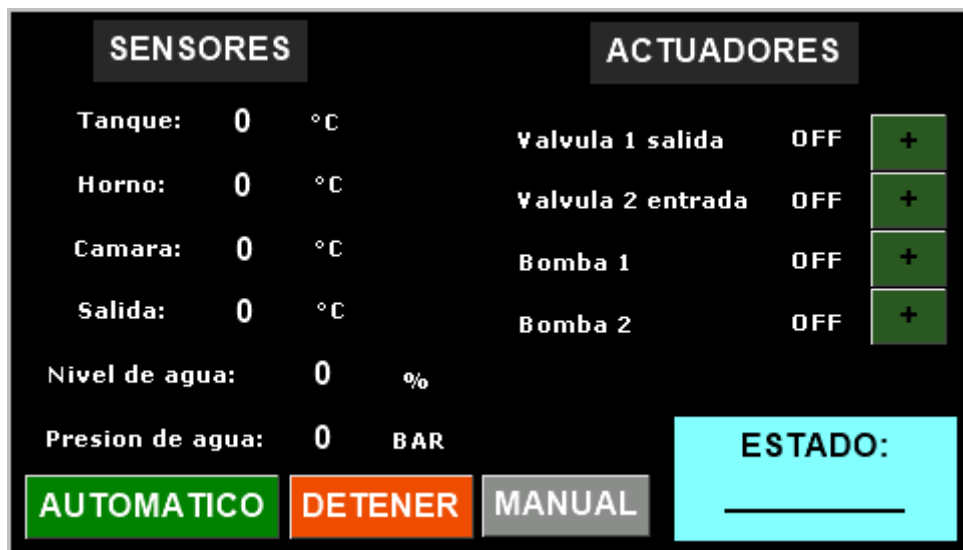 SENSORES
Tanque: 0 °C
Horno: 0 °C
Camara: 0 °C
Salida: 0 °C
Nivel de agua: 0 %
Presion de agua: 0 BAR
ACTUADORES
Valvula 1 salida OFF +
Valvula 2 entrada OFF +
Bomba 1 OFF +
Bomba 2 OFF +
AUTOMATICO DETENER MANUAL
ESTADO: